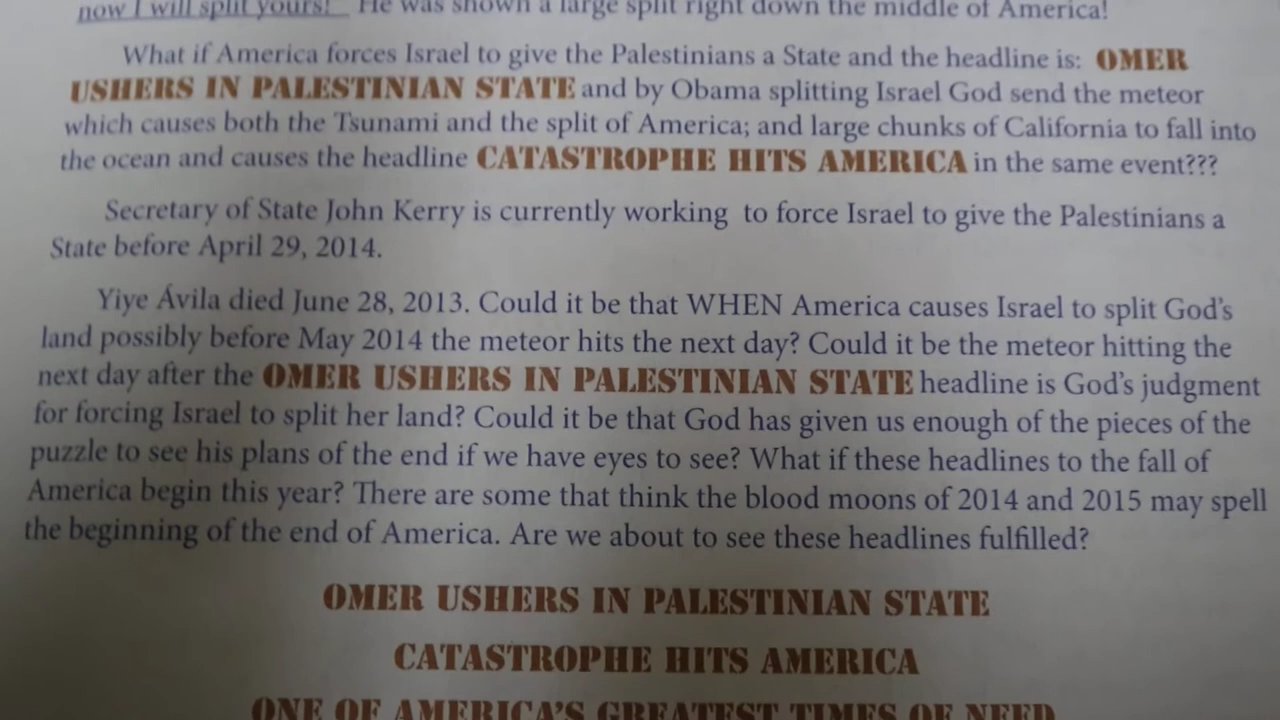 now I will split yours!" He was shown a large split right down the middle of America!
What if America forces Israel to give the Palestinians a State and the headline is: OMER
USHERS IN PALESTINIAN STATE and by Obama splitting Israel God send the meteor
which causes both the Tsunami and the split of America; and large chunks of California to fall into
the ocean and causes the headline CATASTROPHE HITS AMERICA in the same event???
Secretary of State John Kerry is currently working to force Israel to give the Palestinians a
State before April 29, 2014.
Yiye Ávila died June 28, 2013. Could it be that WHEN America causes Israel to split God's
land possibly before May 2014 the meteor hits the next day? Could it be the meteor hitting the
next day after the OMER USHERS IN PALESTINIAN STATE headline is God's judgment
for forcing Israel to split her land? Could it be that God has given us enough of the pieces of the
puzzle to see his plans of the end if we have eyes to see? What if these headlines to the fall of
America begin this year? There are some that think the blood moons of 2014 and 2015 may spell
the beginning of the end of America. Are we about to see these headlines fulfilled?
OMER USHERS IN PALESTINIAN STATE
CATASTROPHE HITS AMERICA
ONE OF AMERICA'S GREATEST TIMES OF NEED